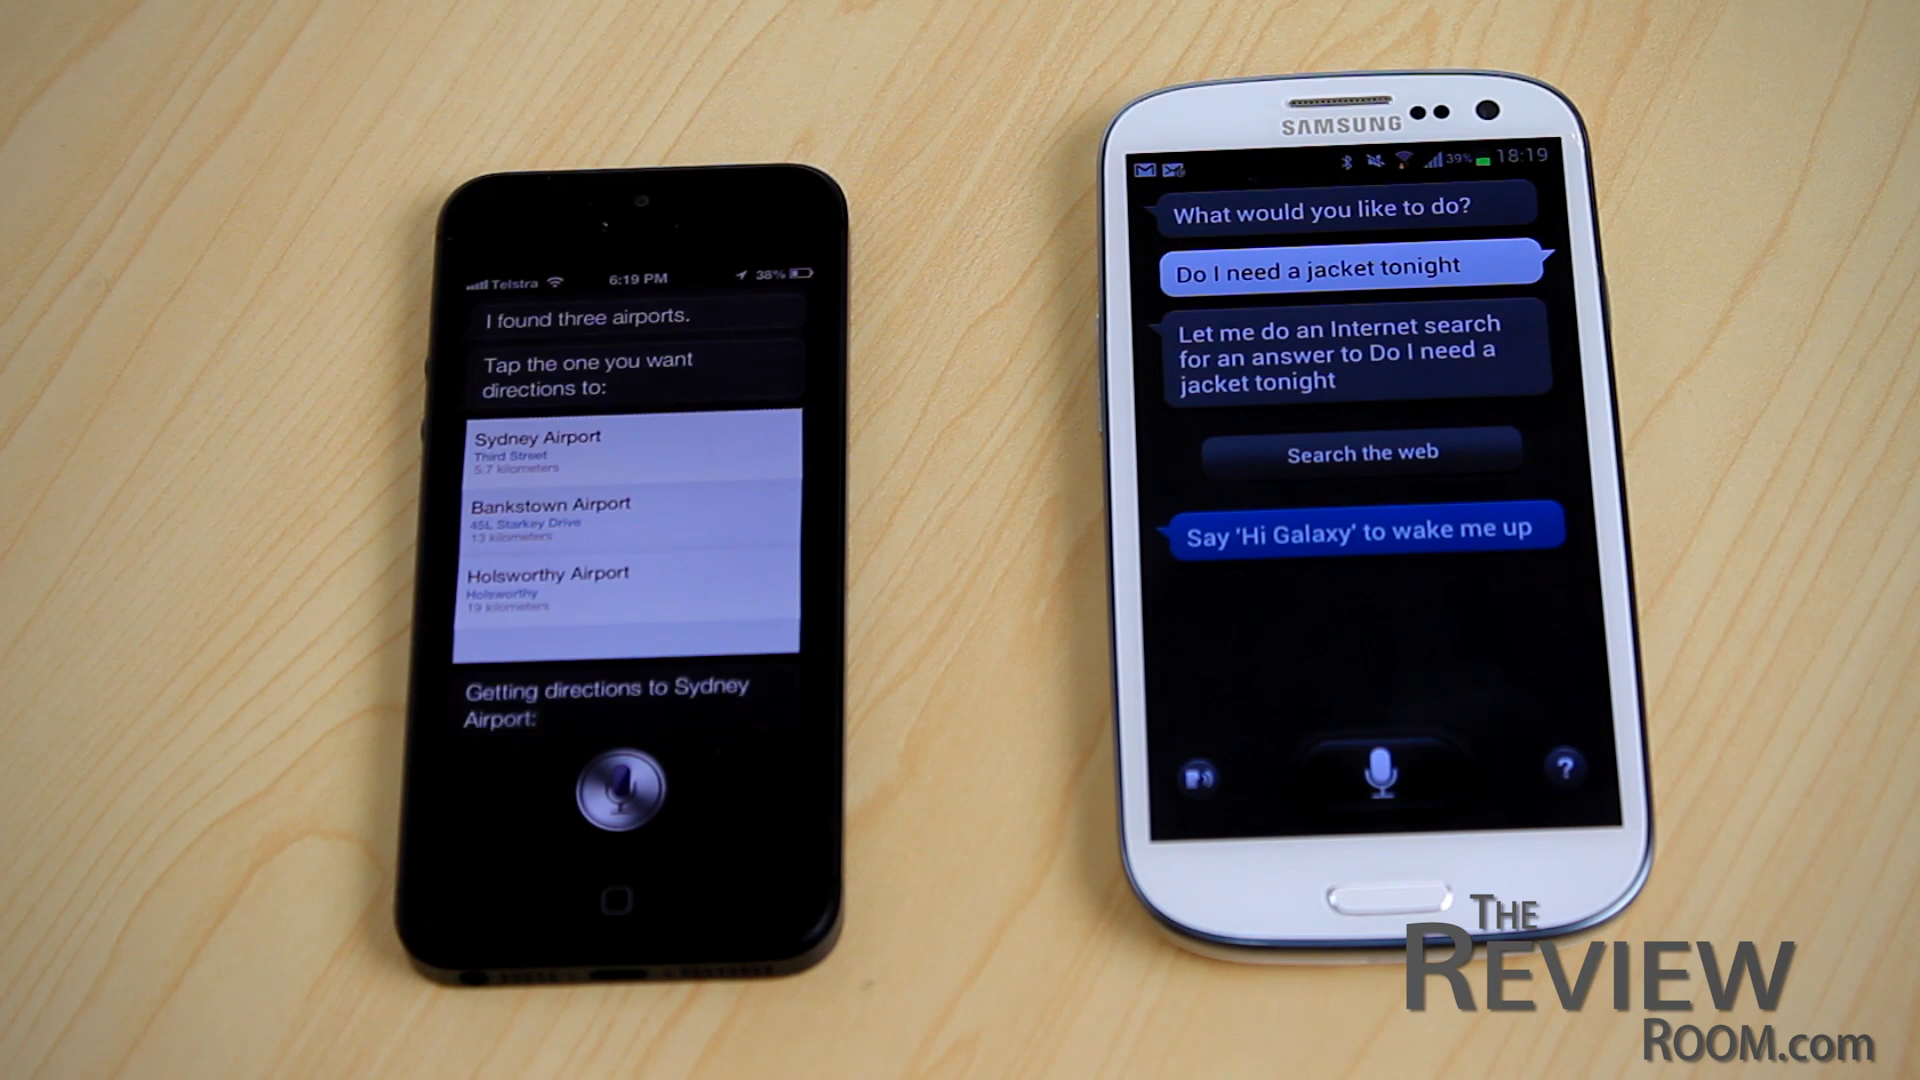 Telstra 6:19 PM 38%
I found three airports.
Tap the one you want
directions to:
Sydney Airport
Third Street
5.7 kilometers
Bankstown Airport
45L Starkey Drive
13 kilometers
Holsworthy Airport
Holsworthy
19 kilometers
Getting directions to Sydney
Airport:
SAMSUNG
39% 18:19
What would you like to do?
Do I need a jacket tonight
Let me do an Internet search
for an answer to Do I need a
jacket tonight
Search the web
Say 'Hi Galaxy' to wake me up
?
THE
REVIEW
ROOM.com